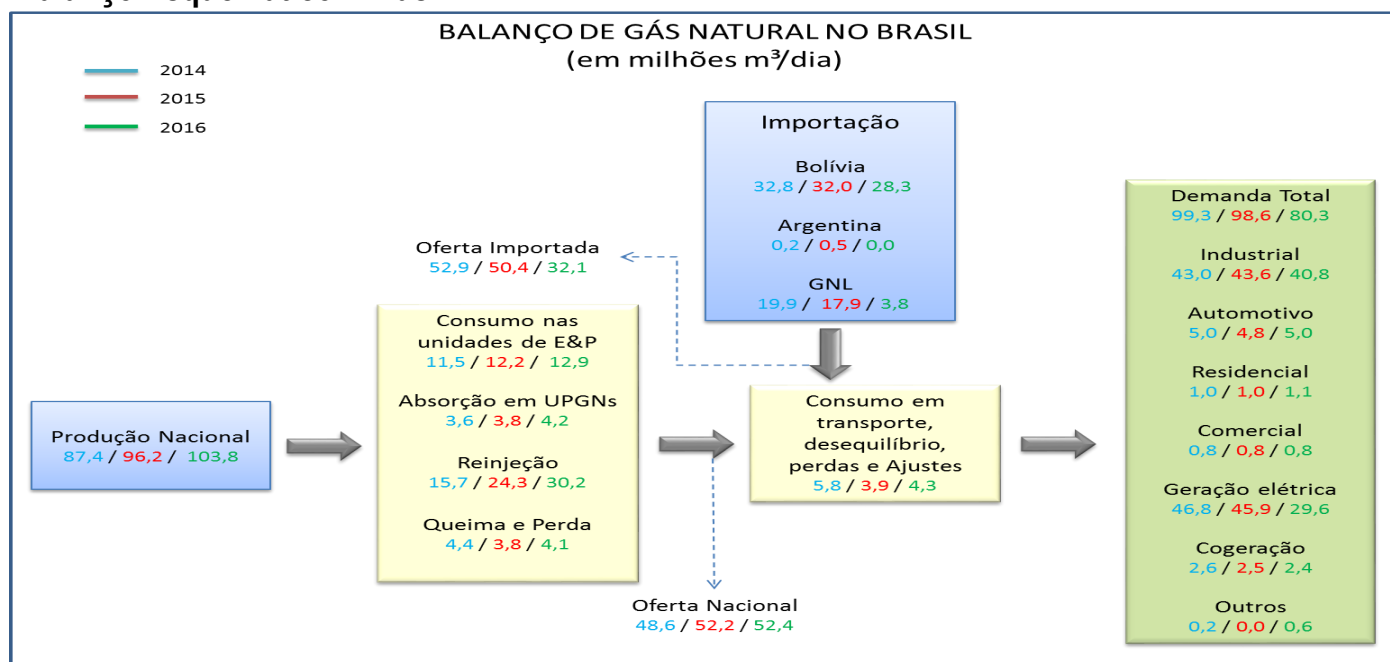 BALANÇO DE GÁS NATURAL NO BRASIL
(em milhões m³/dia)
2014
2015
2016
Importação
Bolívia
32,8 / 32,0 / 28,3
Argentina
0,2 / 0,5 / 0,0
GNL
19,9 / 17,9 / 3,8
Oferta Importada
52,9 / 50,4 / 32,1
Produção Nacional
87,4 / 96,2 / 103,8
Consumo nas
unidades de E&P
11,5 / 12,2 / 12,9
Absorção em UPGNs
3,6 / 3,8 / 4,2
Reinjeção
15,7 / 24,3 / 30,2
Queima e Perda
4,4 / 3,8 / 4,1
Oferta Nacional
48,6 / 52,2 / 52,4
Consumo em
transporte,
desequilíbrio,
perdas e Ajustes
5,8 / 3,9 / 4,3
Demanda Total
99,3 / 98,6 / 80,3
Industrial
43,0 / 43,6 / 40,8
Automotivo
5,0 / 4,8 / 5,0
Residencial
1,0 / 1,0 / 1,1
Comercial
0,8 / 0,8 / 0,8
Geração elétrica
46,8 / 45,9 / 29,6
Cogeração
2,6 / 2,5 / 2,4
Outros
0,2 / 0,0 / 0,6